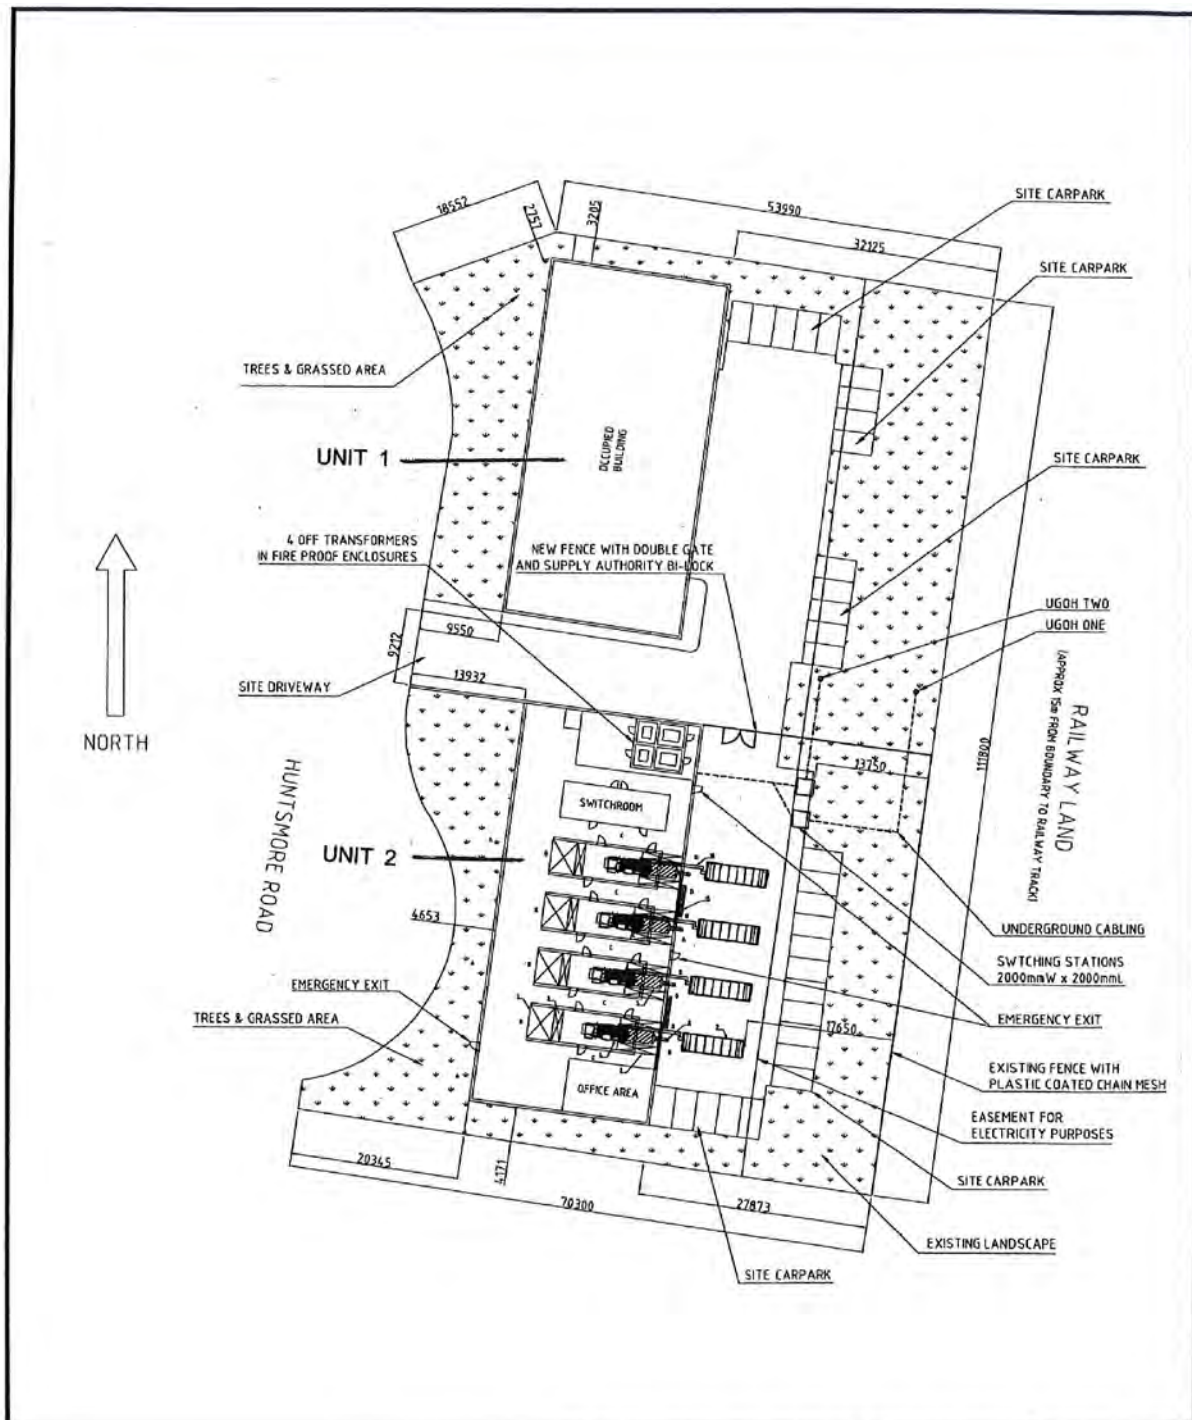 SITE CARPARK
18552
2757
3205
53990
32125
SITE CARPARK
TREES & GRASSED AREA
UNIT 1
OCCUPIED
BUILDING
SITE CARPARK
4 OFF TRANSFORMERS
IN FIRE PROOF ENCLOSURES
NEW FENCE WITH DOUBLE GATE
AND SUPPLY AUTHORITY BI-LOCK
UGOH TWO
UGOH ONE
9212
9550
SITE DRIVEWAY
13932
NORTH
HUNTSMORE ROAD
RAILWAY LAND
(APPROX 15m FROM BOUNDARY TO RAILWAY TRACK)
111800
13750
SWITCHROOM
UNIT 2
4653
UNDERGROUND CABLING
SWTCHING STATIONS
2000mmW x 2000mmL
EMERGENCY EXIT
EMERGENCY EXIT
TREES & GRASSED AREA
17650
EXISTING FENCE WITH
PLASTIC COATED CHAIN MESH
OFFICE AREA
EASEMENT FOR
ELECTRICITY PURPOSES
20345
4171
70300
27873
SITE CARPARK
EXISTING LANDSCAPE
SITE CARPARK